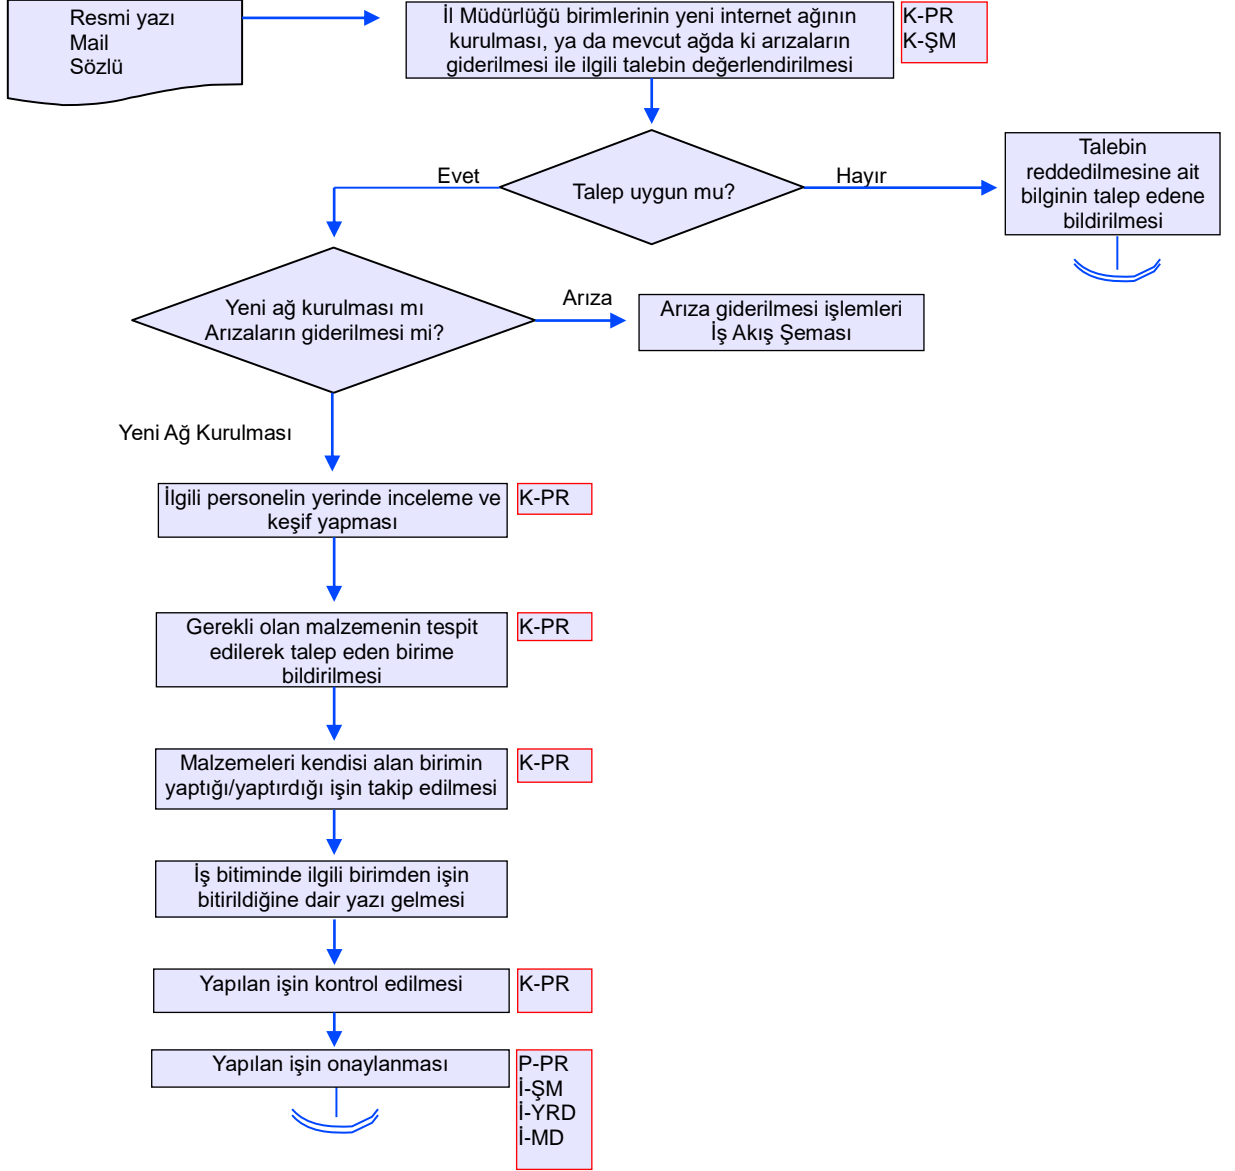 Resmi yazı
Mail
Sözlü
İl Müdürlüğü birimlerinin yeni internet ağının
kurulması, ya da mevcut ağda ki arızaların
giderilmesi ile ilgili talebin değerlendirilmesi
K-PR
K-ŞM
Evet
Talep uygun mu?
Hayır
Talebin
reddedilmesine ait
bilginin talep edene
bildirilmesi
Yeni ağ kurulması mı
Arızaların giderilmesi mi?
Arıza
Arıza giderilmesi işlemleri
İş Akış Şeması
Yeni Ağ Kurulması
İlgili personelin yerinde inceleme ve
keşif yapması
K-PR
Gerekli olan malzemenin tespit
edilerek talep eden birime
bildirilmesi
K-PR
Malzemeleri kendisi alan birimin
yaptığı/yaptırdığı işin takip edilmesi
K-PR
İş bitiminde ilgili birimden işin
bitirildiğine dair yazı gelmesi
Yapılan işin kontrol edilmesi
K-PR
Yapılan işin onaylanması
P-PR
İ-ŞM
İ-YRD
İ-MD